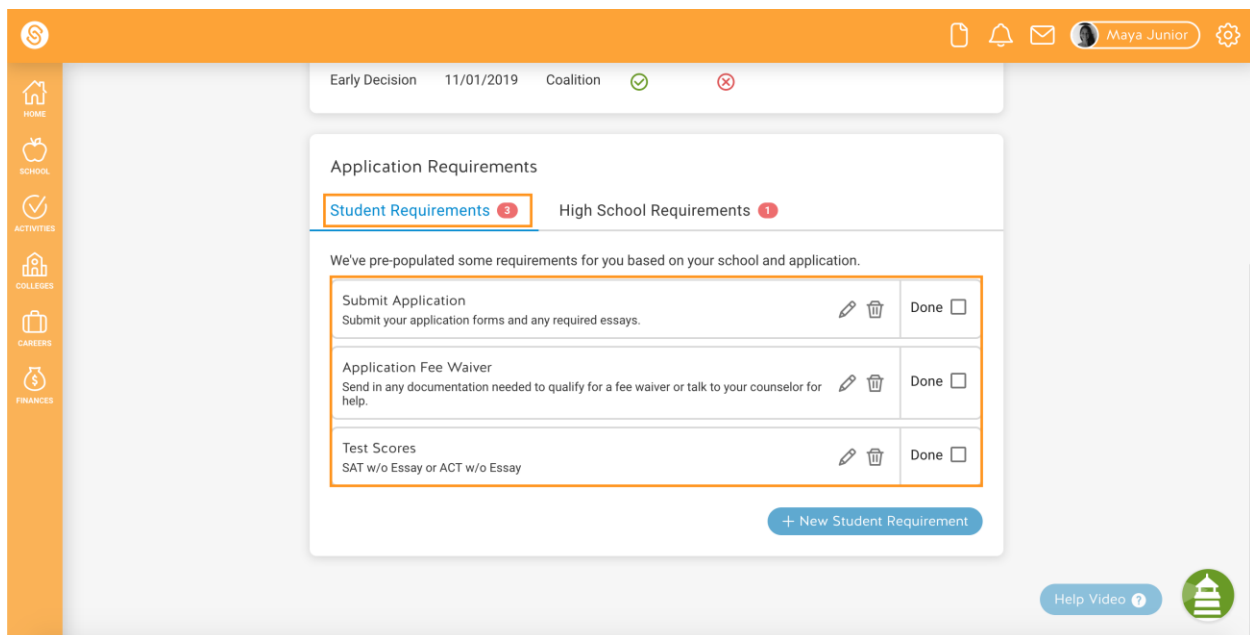 Maya Junior
HOME
SCHOOL
ACTIVITIES
COLLEGES
CAREERS
FINANCES
Early Decision 11/01/2019 Coalition
Application Requirements
Student Requirements 3 High School Requirements 1
We've pre-populated some requirements for you based on your school and application.
Submit Application
Submit your application forms and any required essays.
Done
Application Fee Waiver
Send in any documentation needed to qualify for a fee waiver or talk to your counselor for
help.
Done
Test Scores
SAT w/o Essay or ACT w/o Essay
Done
+ New Student Requirement
Help Video ?